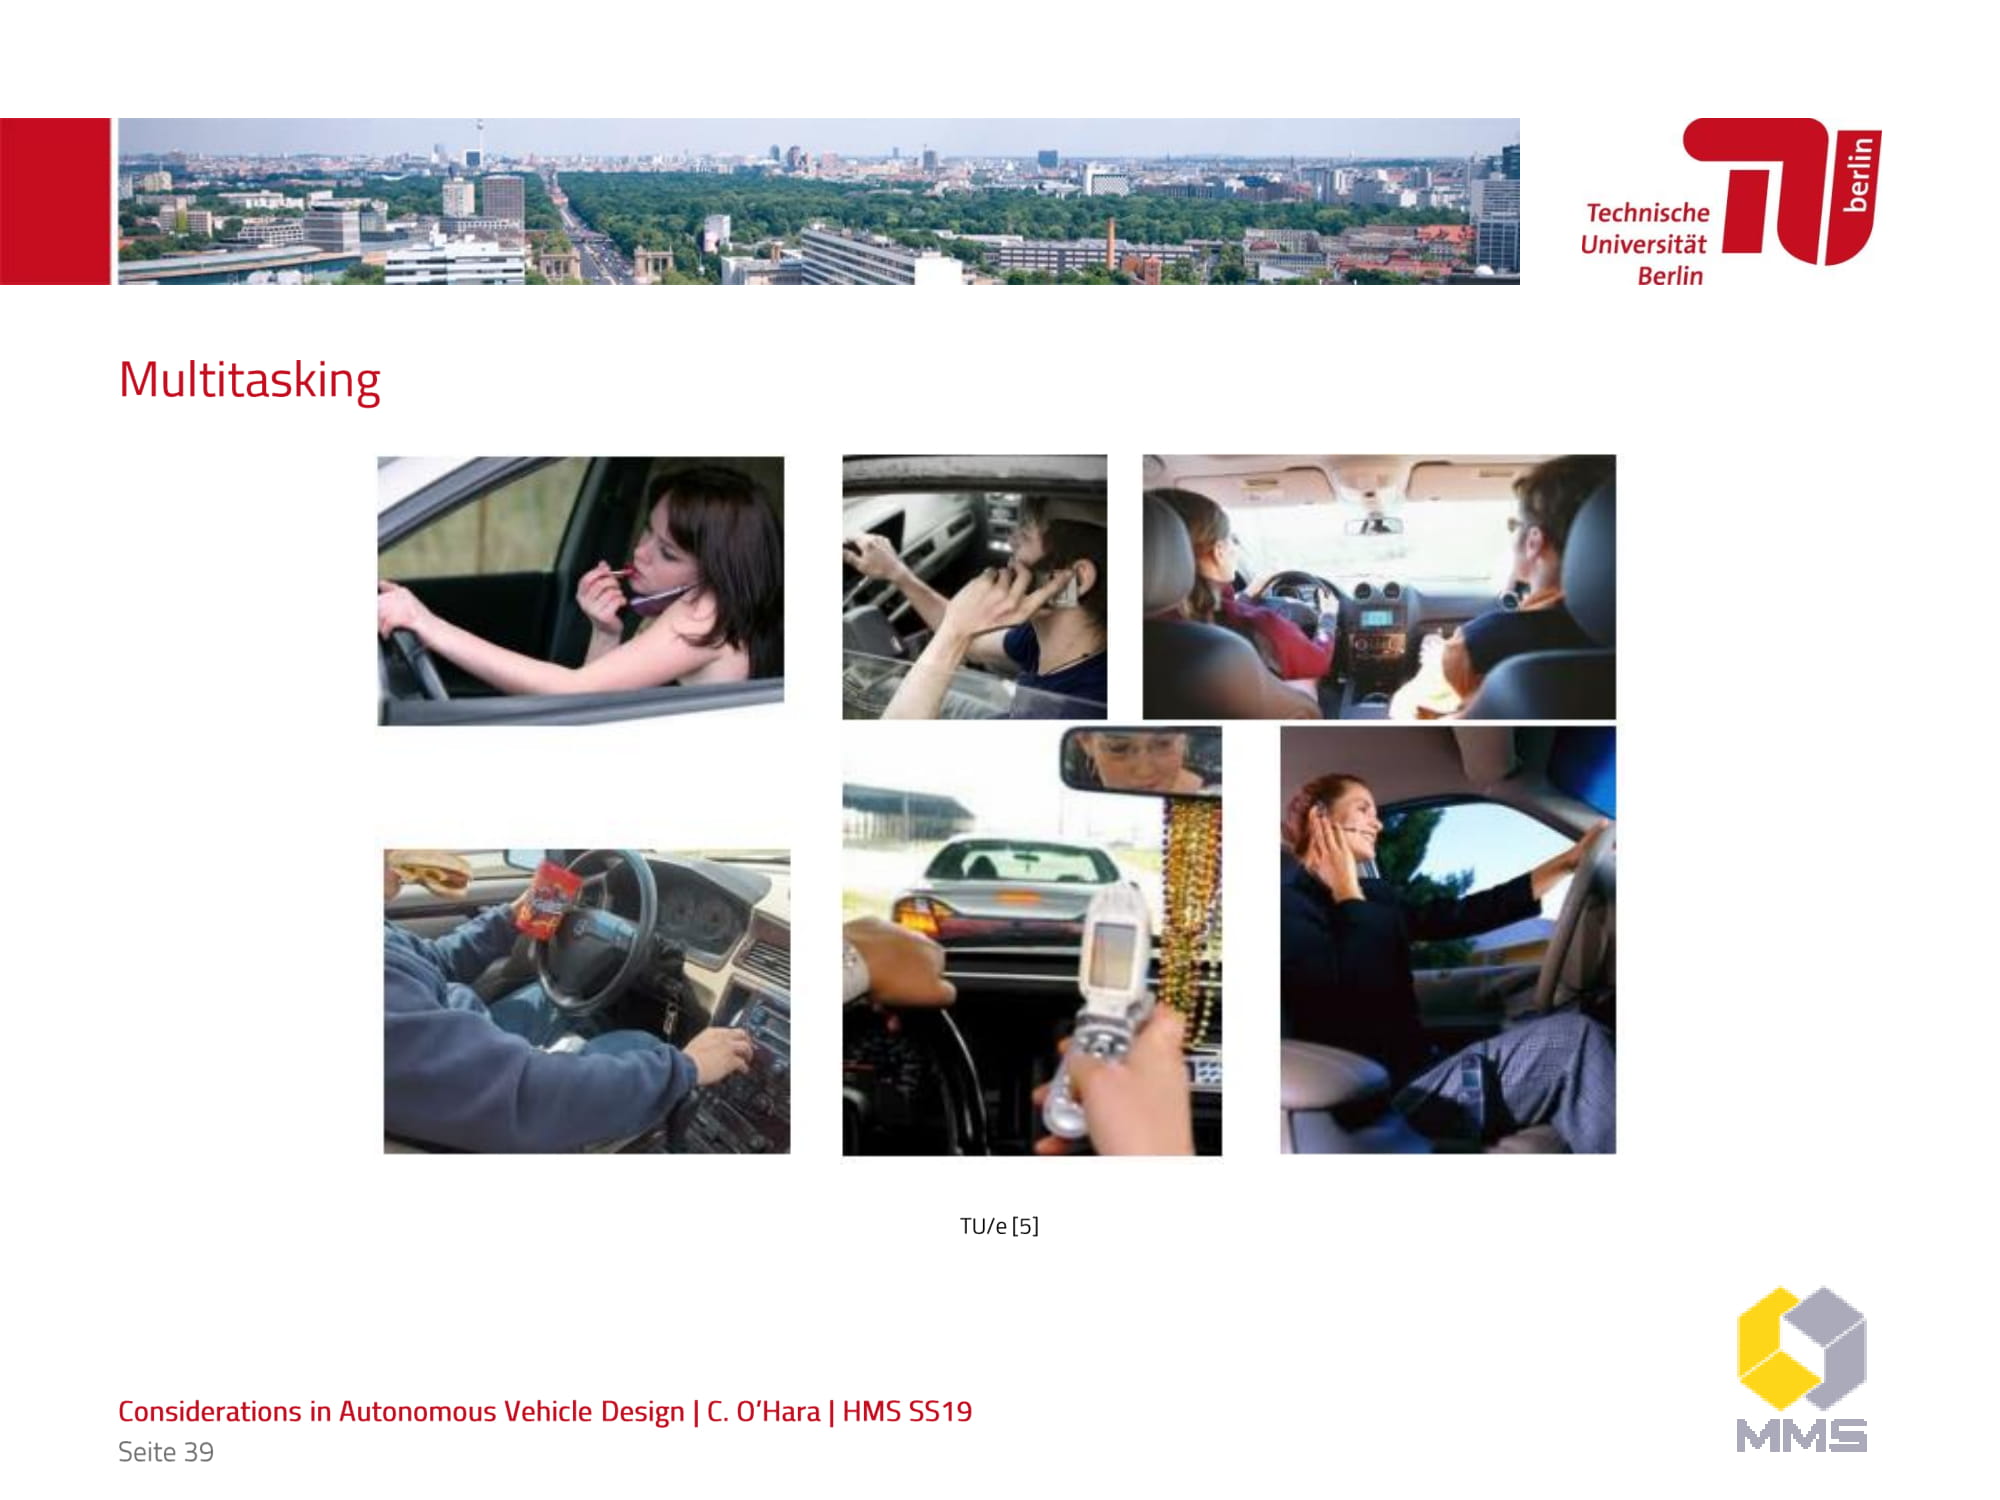 Technische
Universität
Berlin
berlin
Multitasking
TU/e [5]
Considerations in Autonomous Vehicle Design | C. O'Hara | HMS SS19
Seite 39
MMS